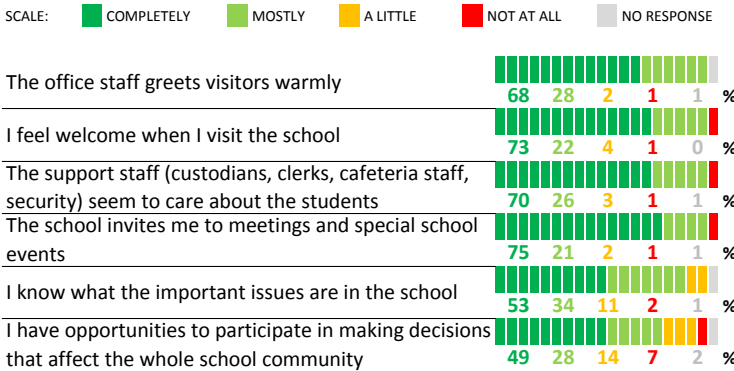 SCALE: COMPLETELY MOSTLY A LITTLE NOT AT ALL NO RESPONSE
The office staff greets visitors warmly
68 28 2 1 1 %
I feel welcome when I visit the school
73 22 4 1 0 %
The support staff (custodians, clerks, cafeteria staff,
security) seem to care about the students
70 26 3 1 1 %
The school invites me to meetings and special school
events
75 21 2 1 1 %
I know what the important issues are in the school
53 34 11 2 1 %
I have opportunities to participate in making decisions
that affect the whole school community
49 28 14 7 2 %